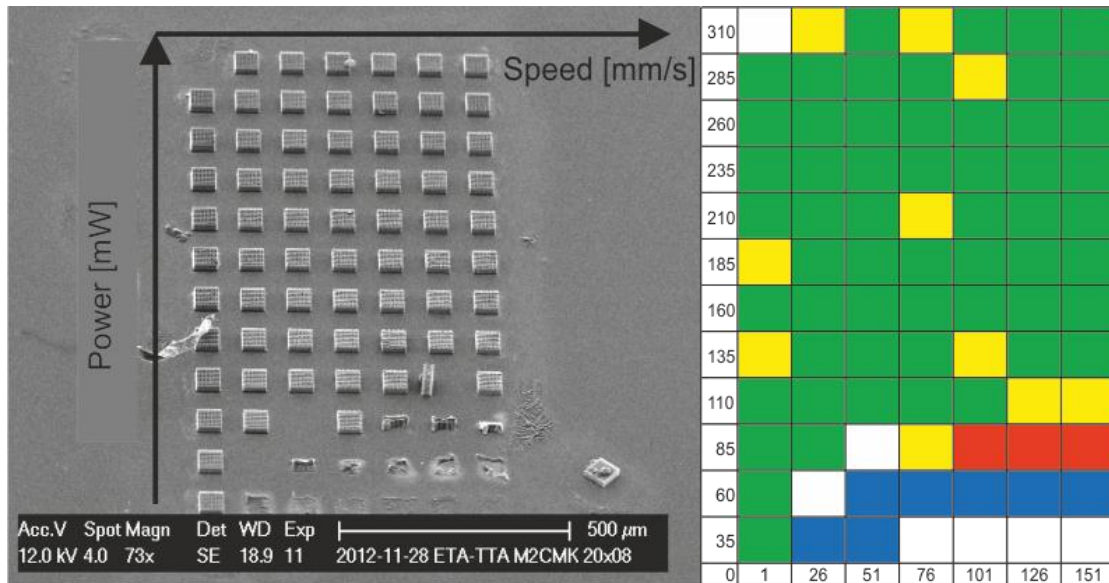 Speed [mm/s]
Power [mW]
Acc.V Spot Magn Det WD Exp 500 µm
12.0 kV 4.0 73x SE 18.9 11 2012-11-28 ETA-TTA M2CMK 20x08
310
285
260
235
210
185
160
135
110
85
60
35
0 1 26 51 76 101 126 151